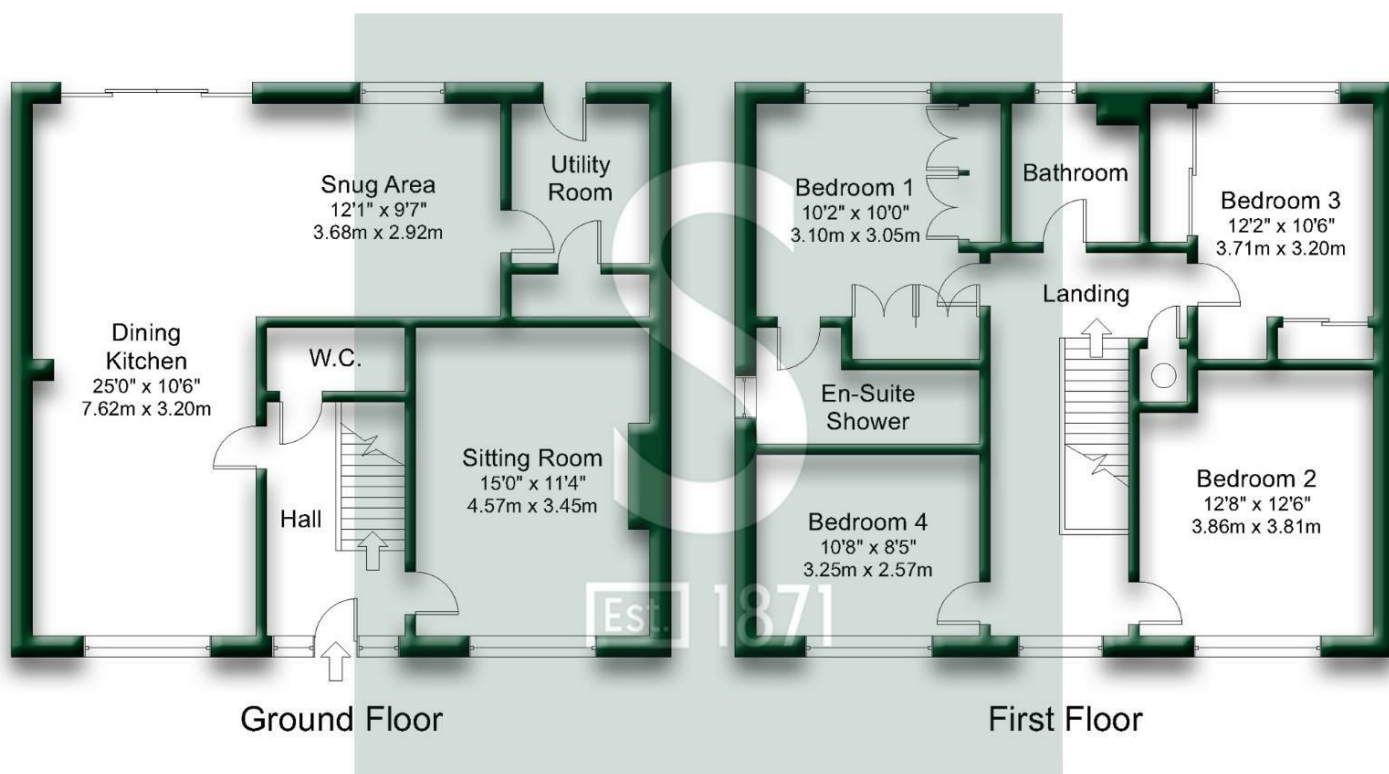 Snug Area
12'1" x 9'7"
3.68m x 2.92m
Utility
Room
Dining
Kitchen
25'0" x 10'6"
7.62m x 3.20m
W.C.
Hall
Sitting Room
15'0" x 11'4"
4.57m x 3.45m
Ground Floor
Bedroom 1
10'2" x 10'0"
3.10m x 3.05m
Bathroom
Bedroom 3
12'2" x 10'6"
3.71m x 3.20m
Landing
En-Suite
Shower
Bedroom 4
10'8" x 8'5"
3.25m x 2.57m
Bedroom 2
12'8" x 12'6"
3.86m x 3.81m
First Floor
S
Est. 1871